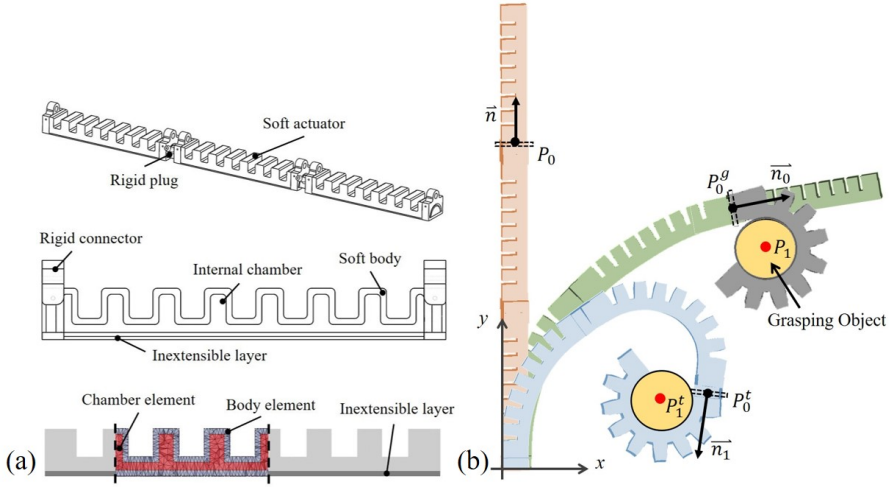 Soft actuator
Rigid plug
Rigid connector
Internal chamber
Soft body
Inextensible layer
Chamber element
Body element
Inextensible layer
(a)
n⃗
P₀
P₀ᵍ
n₀⃗
P₁
Grasping Object
y
P₁ᵗ
P₀ᵗ
n₁⃗
x
(b)